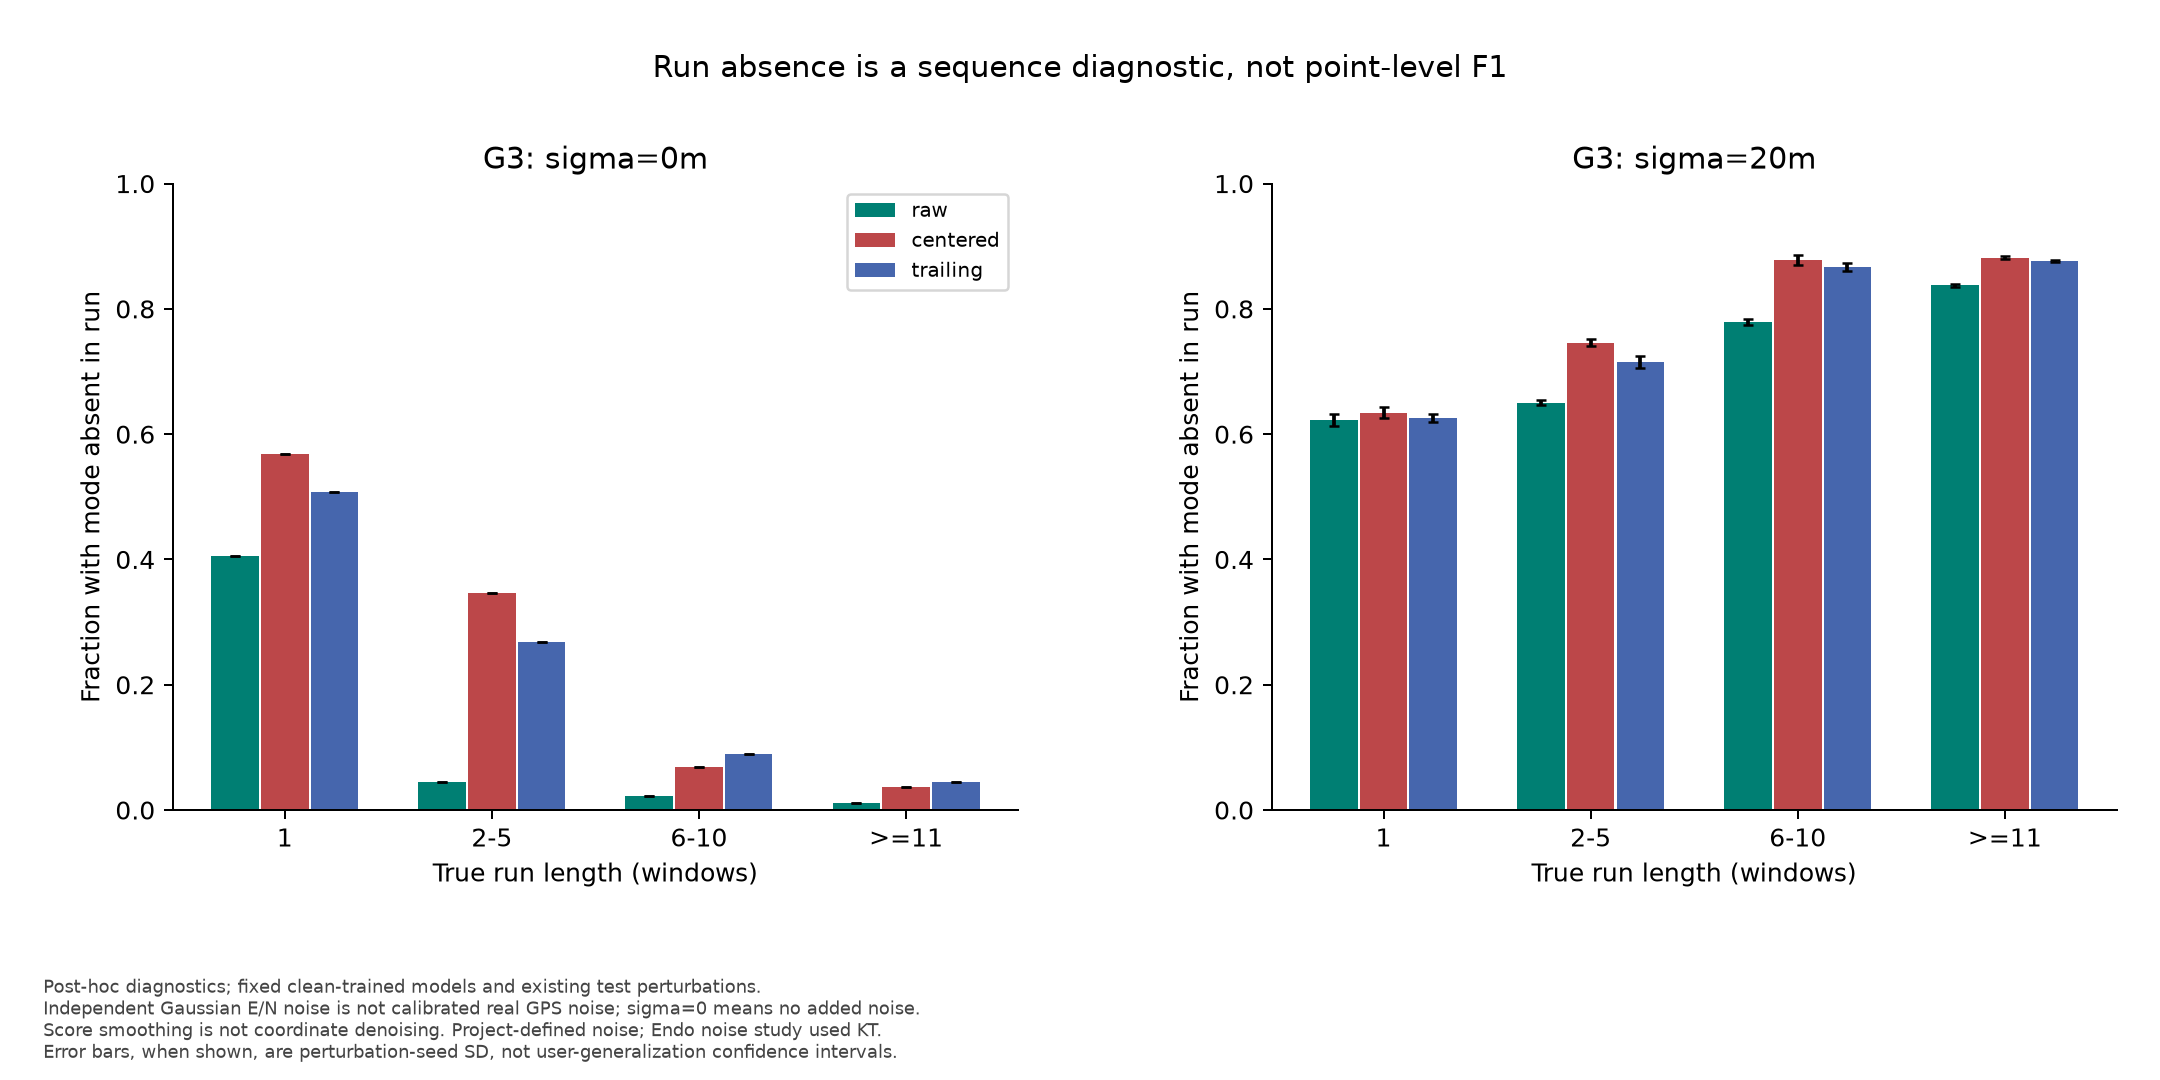 Run absence is a sequence diagnostic, not point-level F1
G3: sigma=0m
1.0
0.8
0.6
0.4
0.2
0.0
Fraction with mode absent in run
raw
centered
trailing
1
2-5
6-10
>=11
True run length (windows)
G3: sigma=20m
1.0
0.8
0.6
0.4
0.2
0.0
Fraction with mode absent in run
1
2-5
6-10
>=11
True run length (windows)
Post-hoc diagnostics; fixed clean-trained models and existing test perturbations.
Independent Gaussian E/N noise is not calibrated real GPS noise; sigma=0 means no added noise.
Score smoothing is not coordinate denoising. Project-defined noise; Endo noise study used KT.
Error bars, when shown, are perturbation-seed SD, not user-generalization confidence intervals.